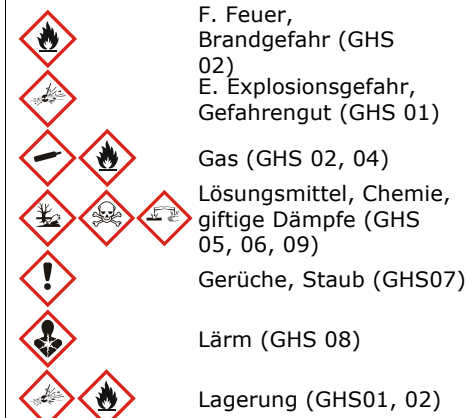 F. Feuer,
Brandgefahr (GHS
02)
E. Explosionsgefahr,
Gefahrengut (GHS 01)
Gas (GHS 02, 04)
Lösungsmittel, Chemie,
giftige Dämpfe (GHS
05, 06, 09)
Gerüche, Staub (GHS07)
Lärm (GHS 08)
Lagerung (GHS01, 02)